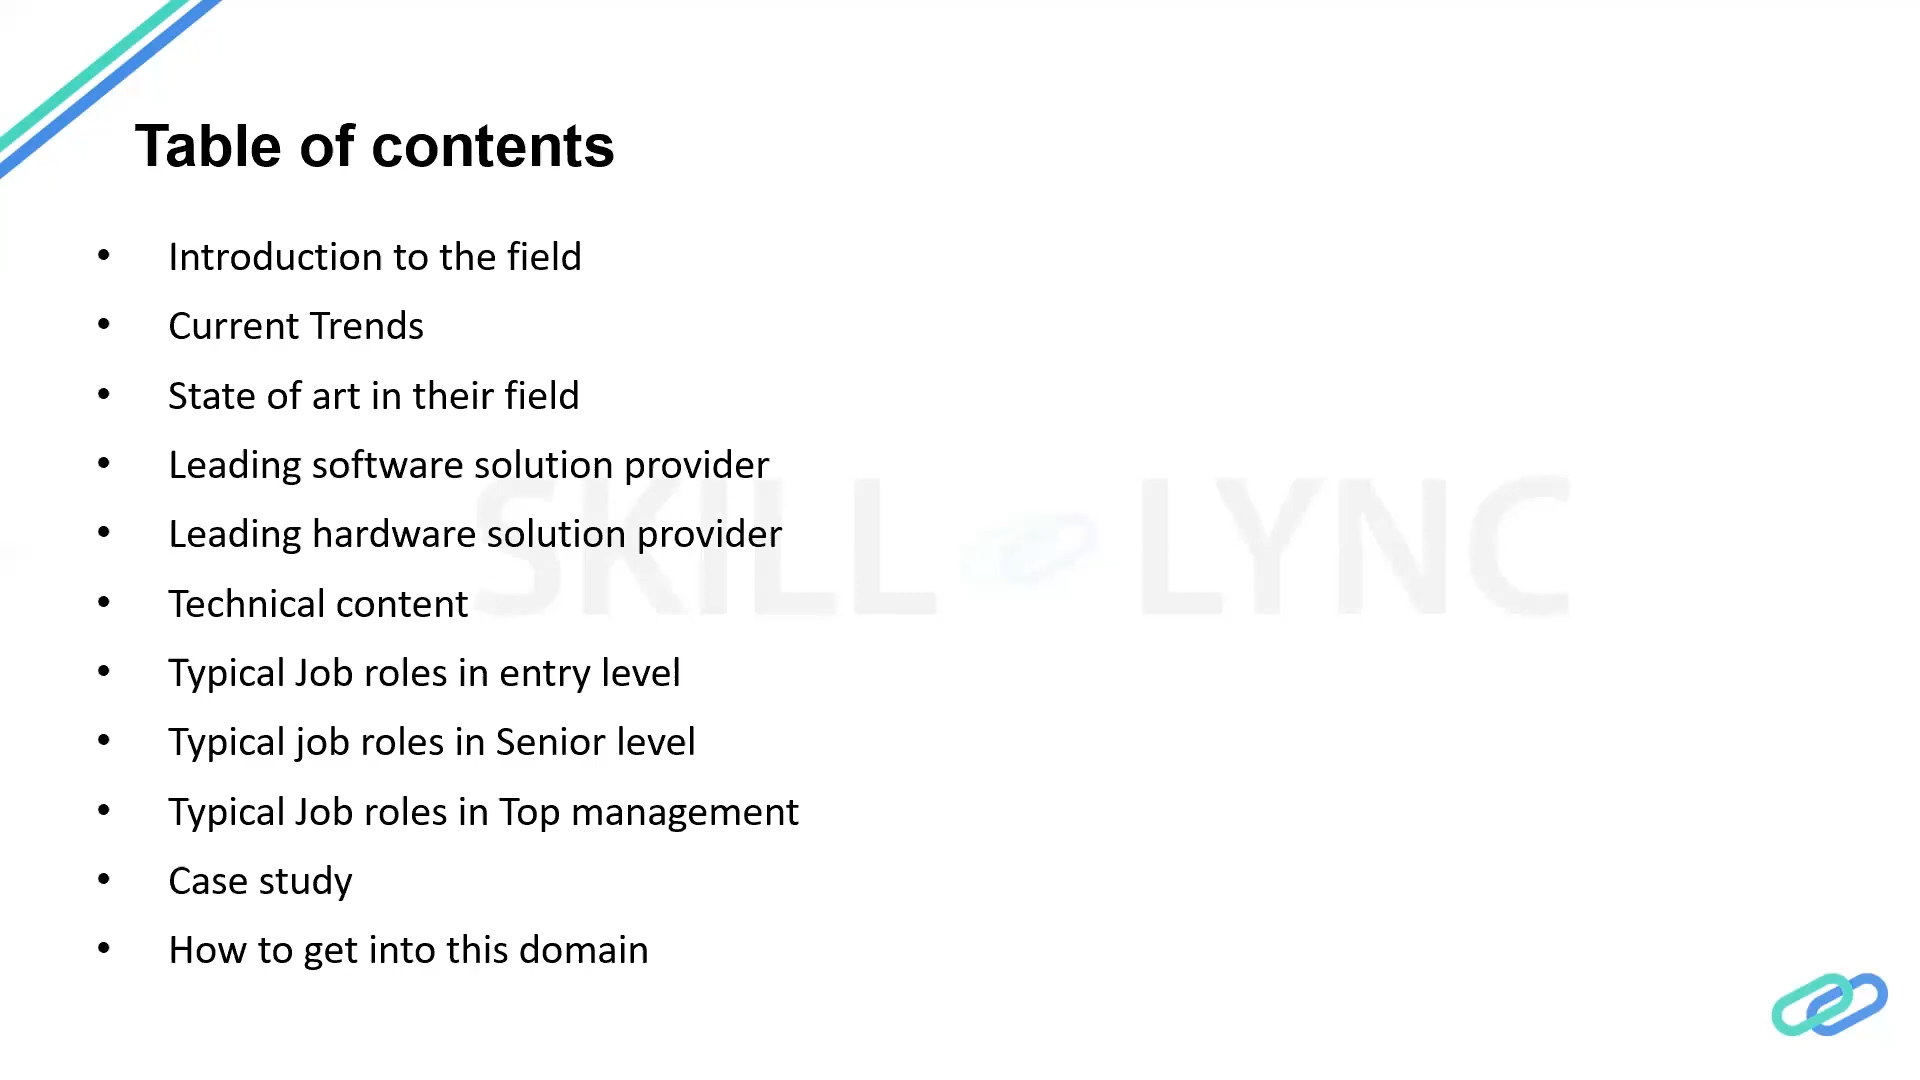 Table of contents
• Introduction to the field
• Current Trends
• State of art in their field
• Leading software solution provider
• Leading hardware solution provider
• Technical content
• Typical Job roles in entry level
• Typical job roles in Senior level
• Typical Job roles in Top management
• Case study
• How to get into this domain
SKILL LYNC